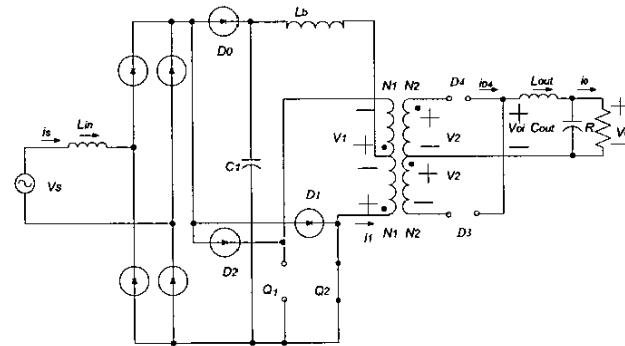 Lb
D0
N1 N2 D4 iD4 Lout io
is Lin
C1
V1 V2 Voi Cout R V
Vs
V2
D1
D2
i1 N1 N2 D3
Q1 Q2